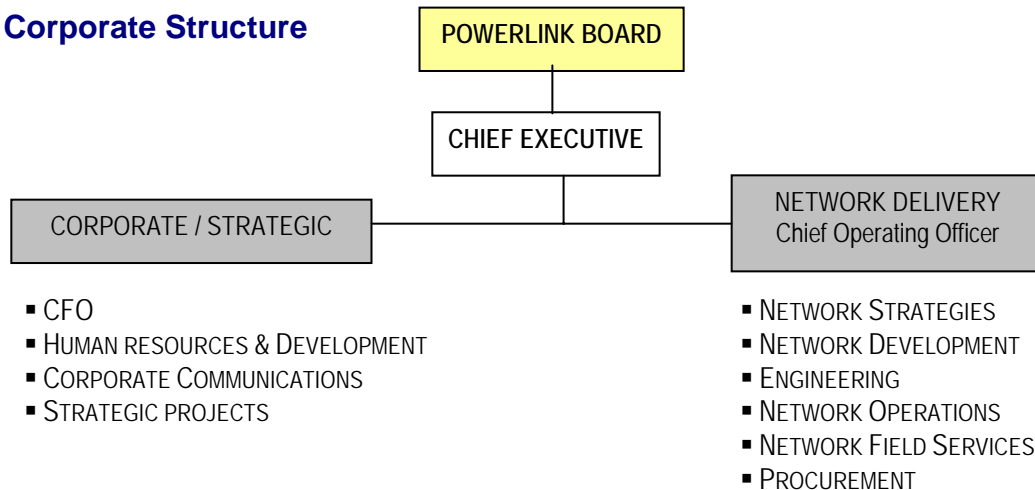 Corporate Structure
POWERLINK BOARD
CHIEF EXECUTIVE
CORPORATE / STRATEGIC
NETWORK DELIVERY
Chief Operating Officer
▪ CFO
▪ HUMAN RESOURCES & DEVELOPMENT
▪ CORPORATE COMMUNICATIONS
▪ STRATEGIC PROJECTS
▪ NETWORK STRATEGIES
▪ NETWORK DEVELOPMENT
▪ ENGINEERING
▪ NETWORK OPERATIONS
▪ NETWORK FIELD SERVICES
▪ PROCUREMENT